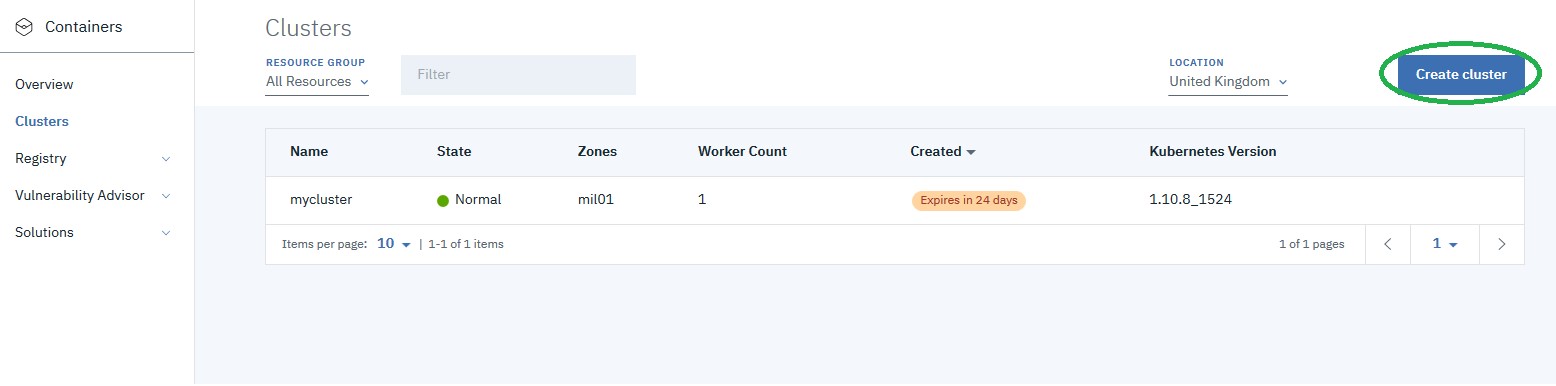 Containers
Overview
Clusters
Registry
Vulnerability Advisor
Solutions
Clusters
RESOURCE GROUP
All Resources
Filter
LOCATION
United Kingdom
Create cluster
Name State Zones Worker Count Created Kubernetes Version
mycluster Normal mil01 1 Expires in 24 days 1.10.8_1524
Items per page: 10 | 1-1 of 1 items 1 of 1 pages 1